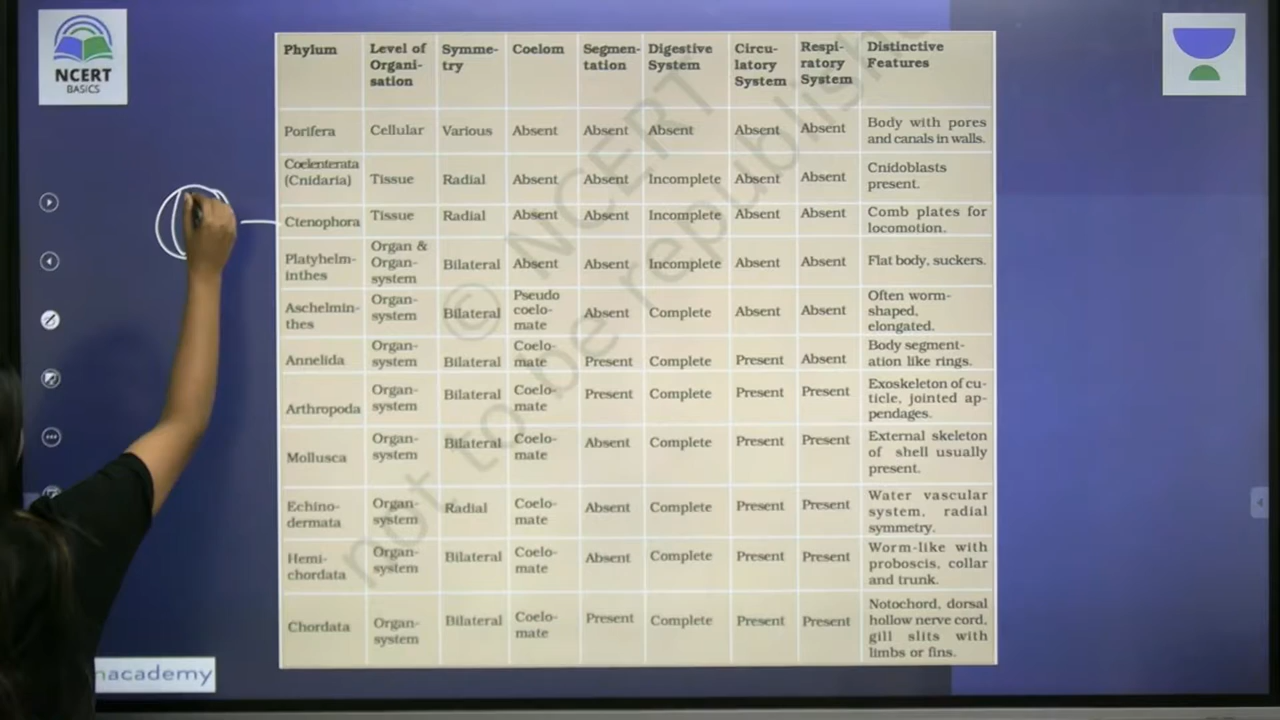 NCERT
BASICS
Phylum Level of Organi-sation Symme-try Coelom Segmen-tation Digestive System Circu-latory System Respi-ratory System Distinctive Features
Porifera Cellular Various Absent Absent Absent Absent Absent Body with pores and canals in walls.
Coelenterata (Cnidaria) Tissue Radial Absent Absent Incomplete Absent Absent Cnidoblasts present.
Ctenophora Tissue Radial Absent Absent Incomplete Absent Absent Comb plates for locomotion.
Platyhelm-inthes Organ & Organ-system Bilateral Absent Absent Incomplete Absent Absent Flat body, suckers.
Aschelmin-thes Organ-system Bilateral Pseudo coelo-mate Absent Complete Absent Absent Often worm-shaped, elongated.
Annelida Organ-system Bilateral Coelo-mate Present Complete Present Absent Body segment-ation like rings.
Arthropoda Organ-system Bilateral Coelo-mate Present Complete Present Present Exoskeleton of cu-ticle, jointed ap-pendages.
Mollusca Organ-system Bilateral Coelo-mate Absent Complete Present Present External skeleton of shell usually present.
Echino-dermata Organ-system Radial Coelo-mate Absent Complete Present Present Water vascular system, radial symmetry.
Hemi-chordata Organ-system Bilateral Coelo-mate Absent Complete Present Present Worm-like with proboscis, collar and trunk.
Chordata Organ-system Bilateral Coelo-mate Present Complete Present Present Notochord, dorsal hollow nerve cord, gill slits with limbs or fins.
© NCERT
not to be republishe
nacademy